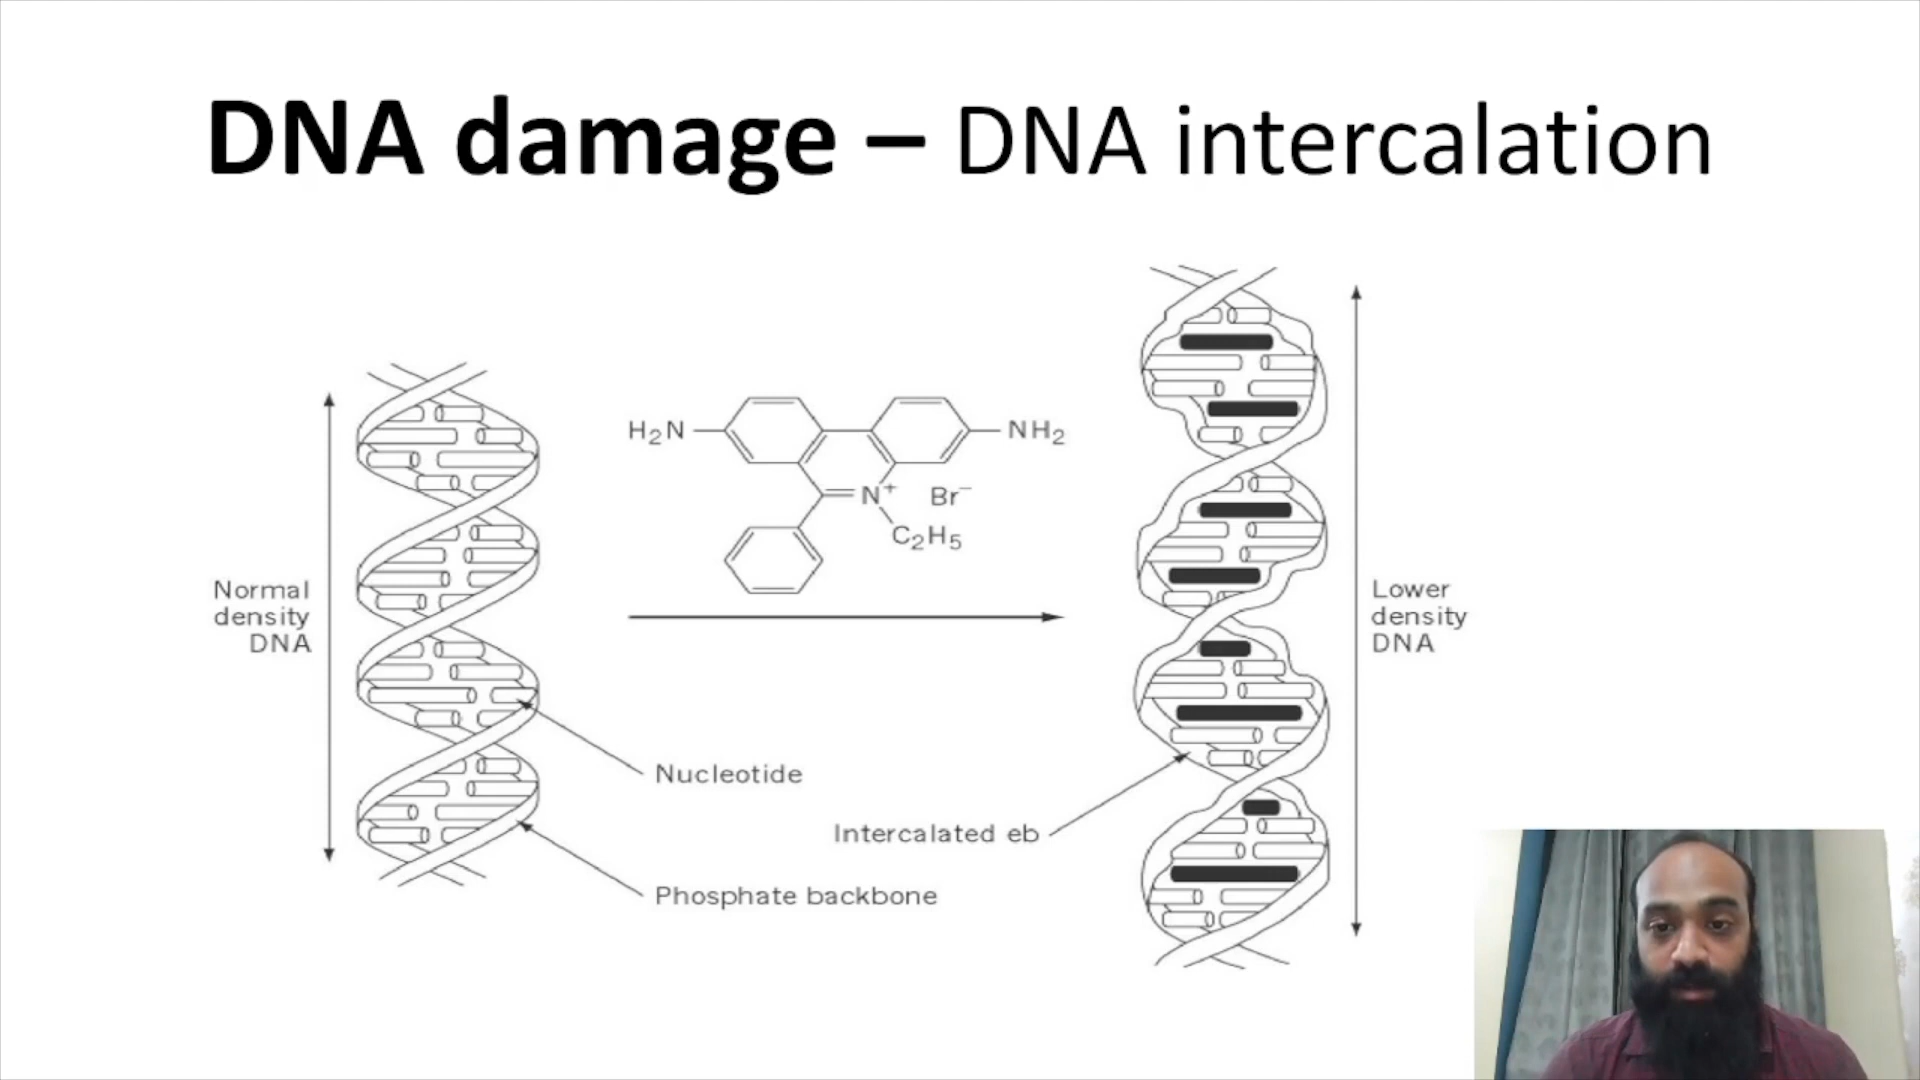 DNA damage – DNA intercalation
H₂N
NH₂
N⁺ Br⁻
C₂H₅
Normal
density
DNA
Lower
density
DNA
Nucleotide
Intercalated eb
Phosphate backbone